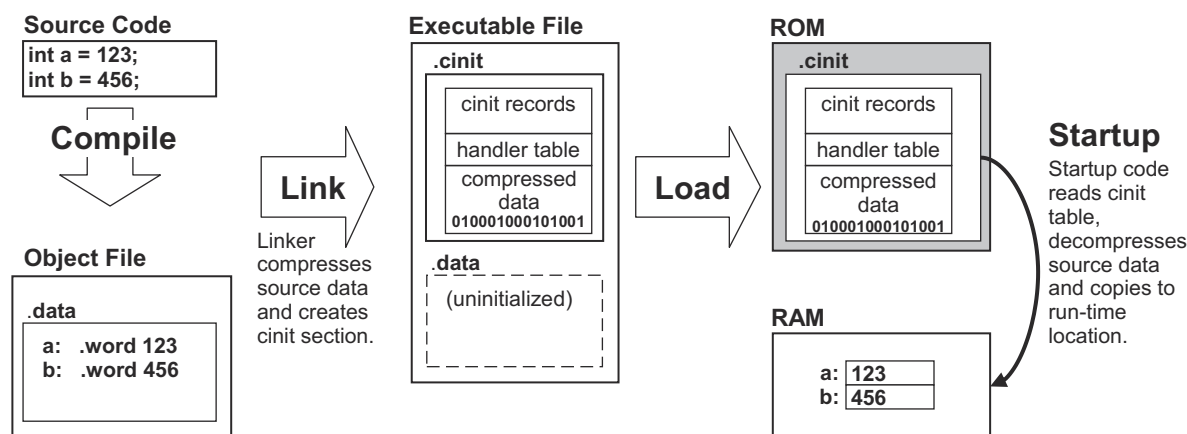 Source Code
int a = 123;
int b = 456;
Compile
Object File
.data
a: .word 123
b: .word 456
Link
Linker
compresses
source data
and creates
cinit section.
Executable File
.cinit
cinit records
handler table
compressed
data
010001000101001
.data
(uninitialized)
Load
ROM
.cinit
cinit records
handler table
compressed
data
010001000101001
Startup
Startup code
reads cinit
table,
decompresses
source data
and copies to
run-time
location.
RAM
a: 123
b: 456